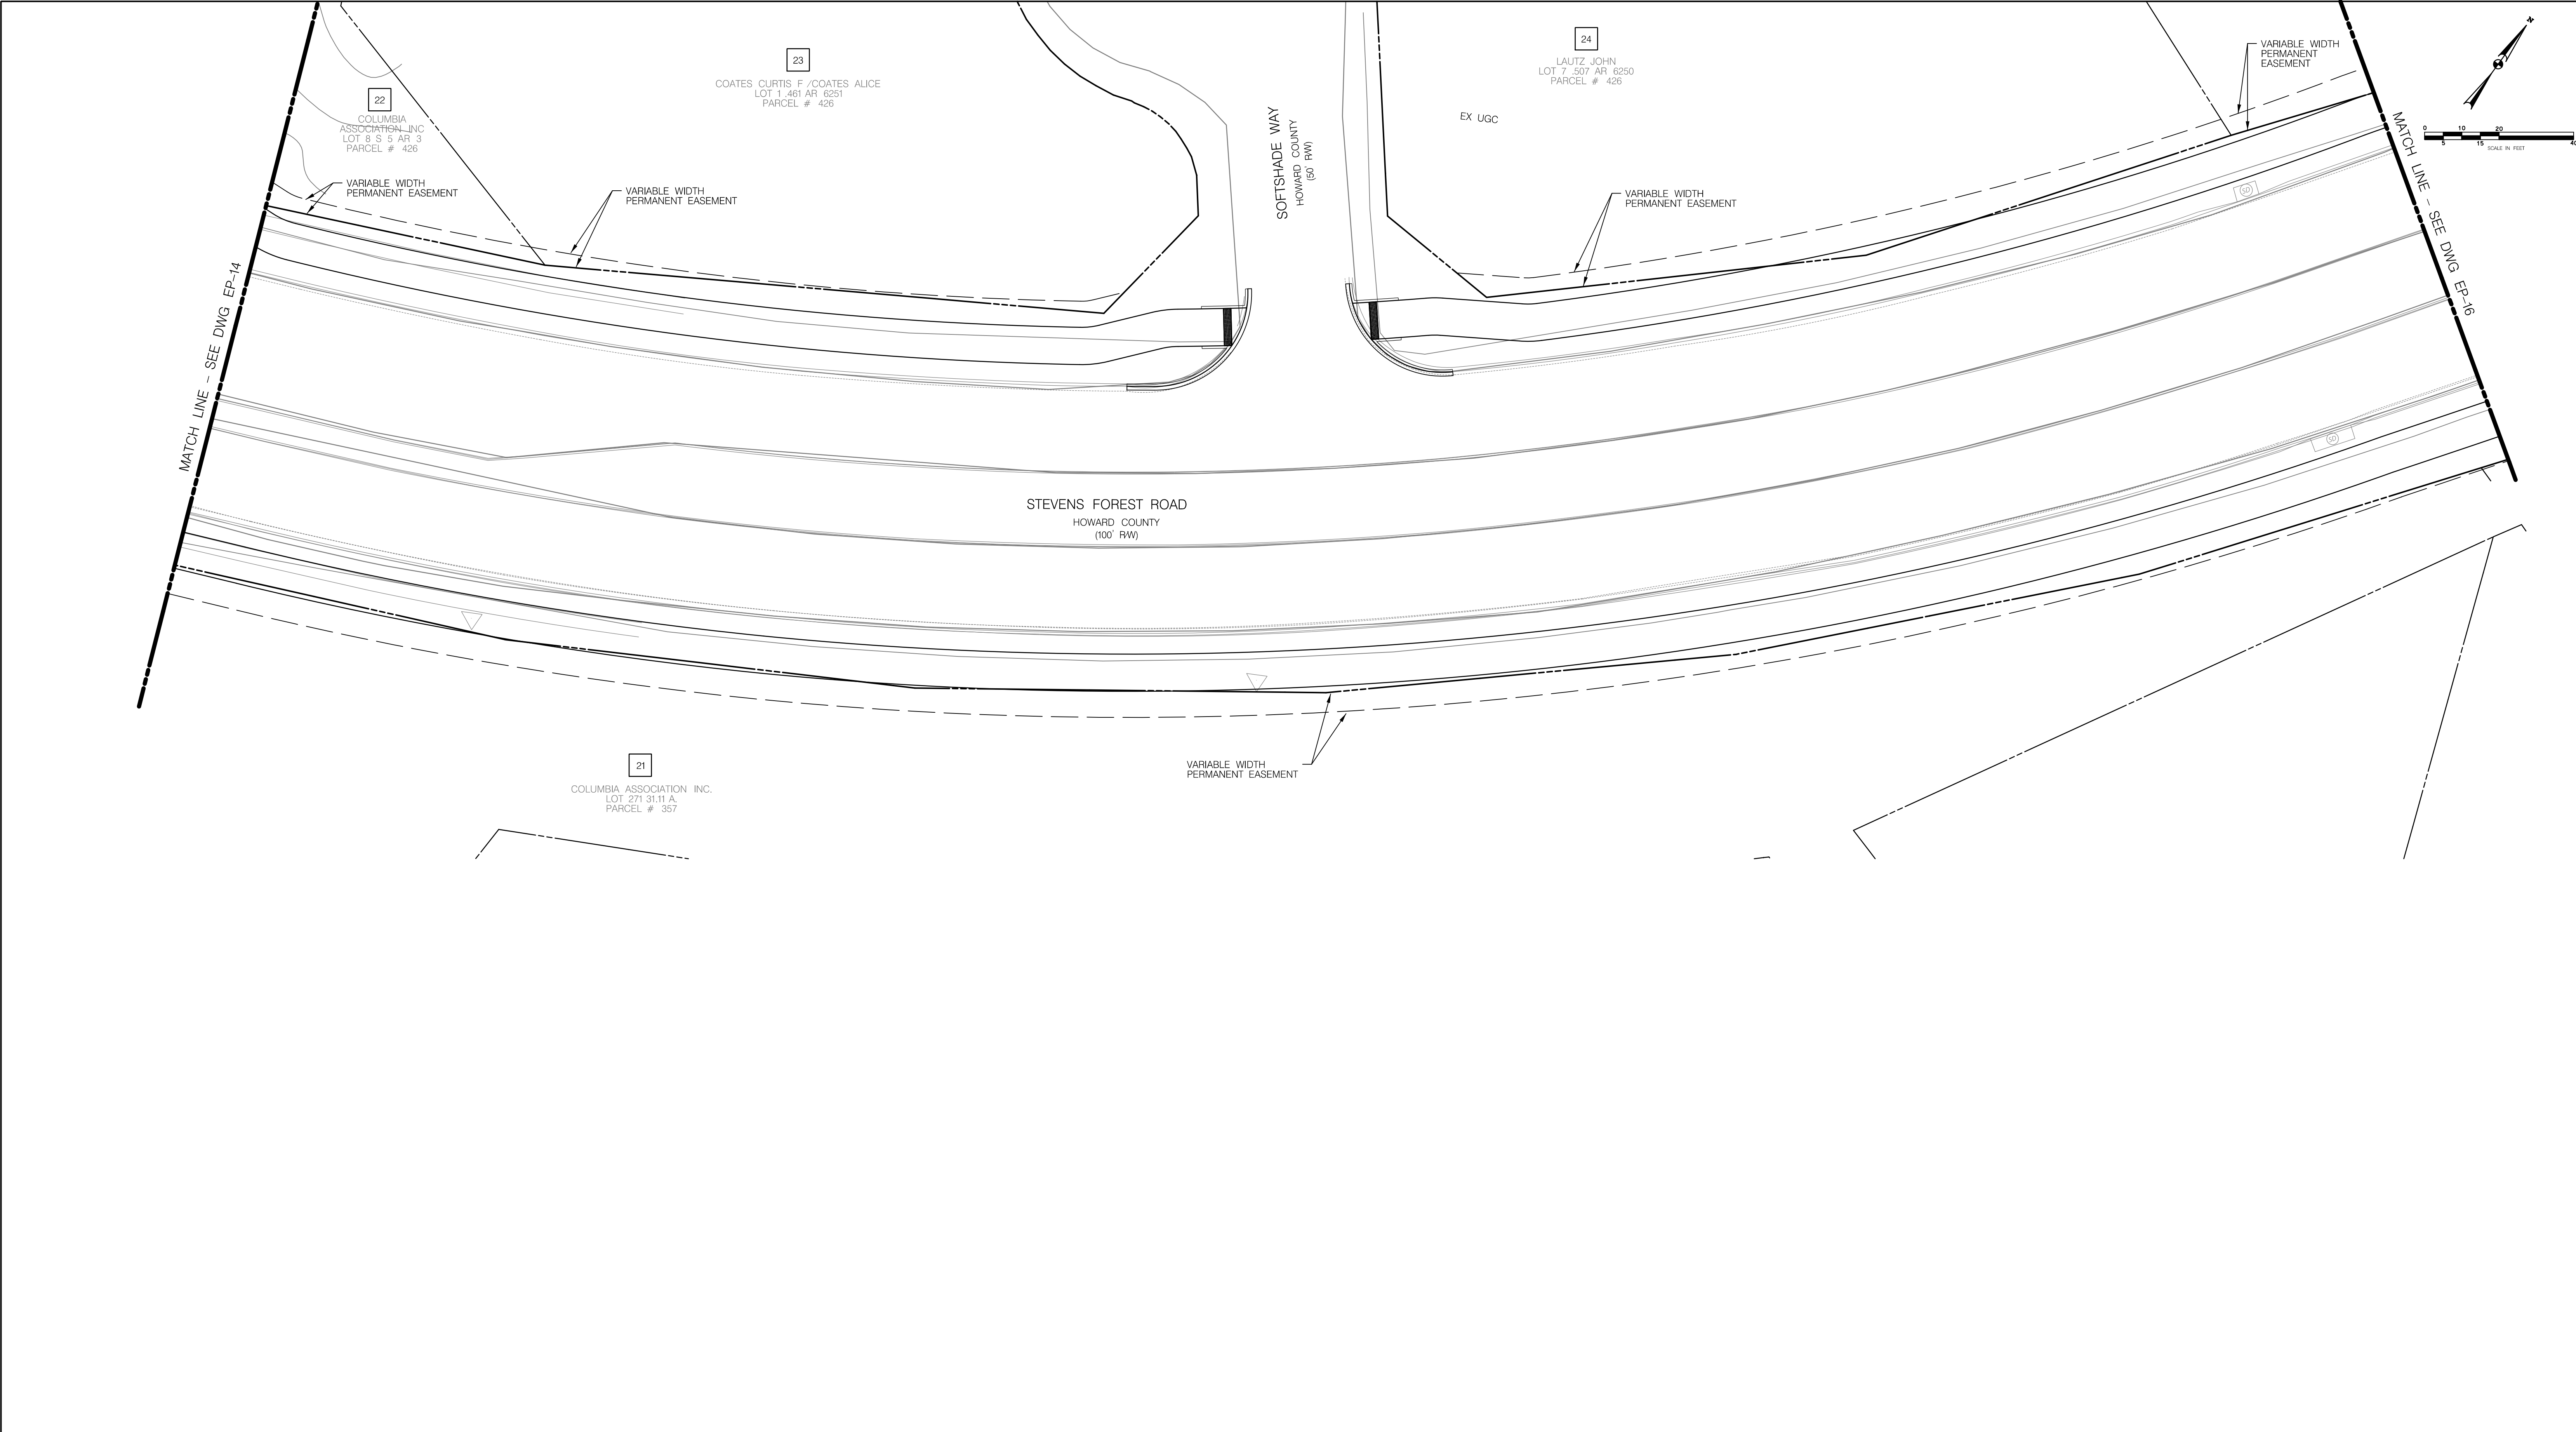 23
COATES CURTIS F /COATES ALICE
LOT 1 .461 AR 6251
PARCEL # 426
22
COLUMBIA
ASSOCIATION INC
LOT 8 S 5 AR 3
PARCEL # 426
VARIABLE WIDTH
PERMANENT EASEMENT
VARIABLE WIDTH
PERMANENT EASEMENT
SOFTSHADE WAY
HOWARD COUNTY
(50' R/W)
24
LAUTZ JOHN
LOT 7 .507 AR 6250
PARCEL # 426
EX UGC
VARIABLE WIDTH
PERMANENT EASEMENT
VARIABLE WIDTH
PERMANENT
EASEMENT
N
0 10 20
5 15 40
SCALE IN FEET
SD
MATCH LINE - SEE DWG EP-14
MATCH LINE - SEE DWG EP-16
SD
STEVENS FOREST ROAD
HOWARD COUNTY
(100' R/W)
VARIABLE WIDTH
PERMANENT EASEMENT
21
COLUMBIA ASSOCIATION INC.
LOT 271 31.11 A.
PARCEL # 357